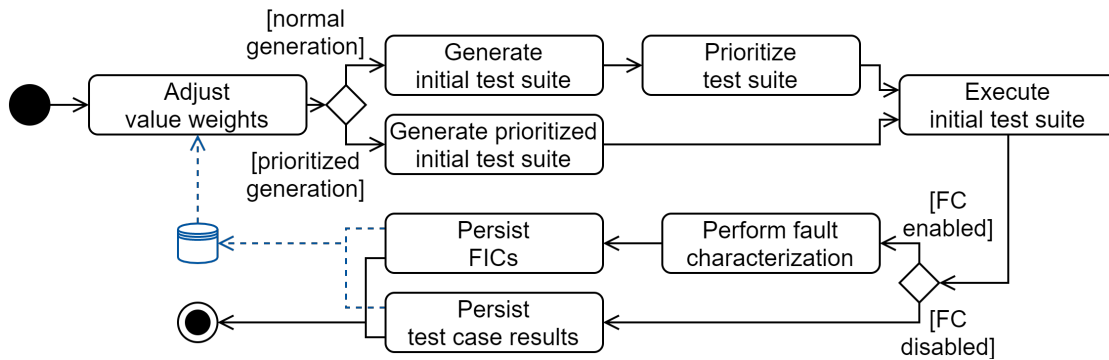 [normal
generation]
Generate
initial test suite
Prioritize
test suite
Adjust
value weights
Execute
initial test suite
Generate prioritized
initial test suite
[prioritized
generation]
[FC
enabled]
Persist
FICs
Perform fault
characterization
Persist
test case results
[FC
disabled]